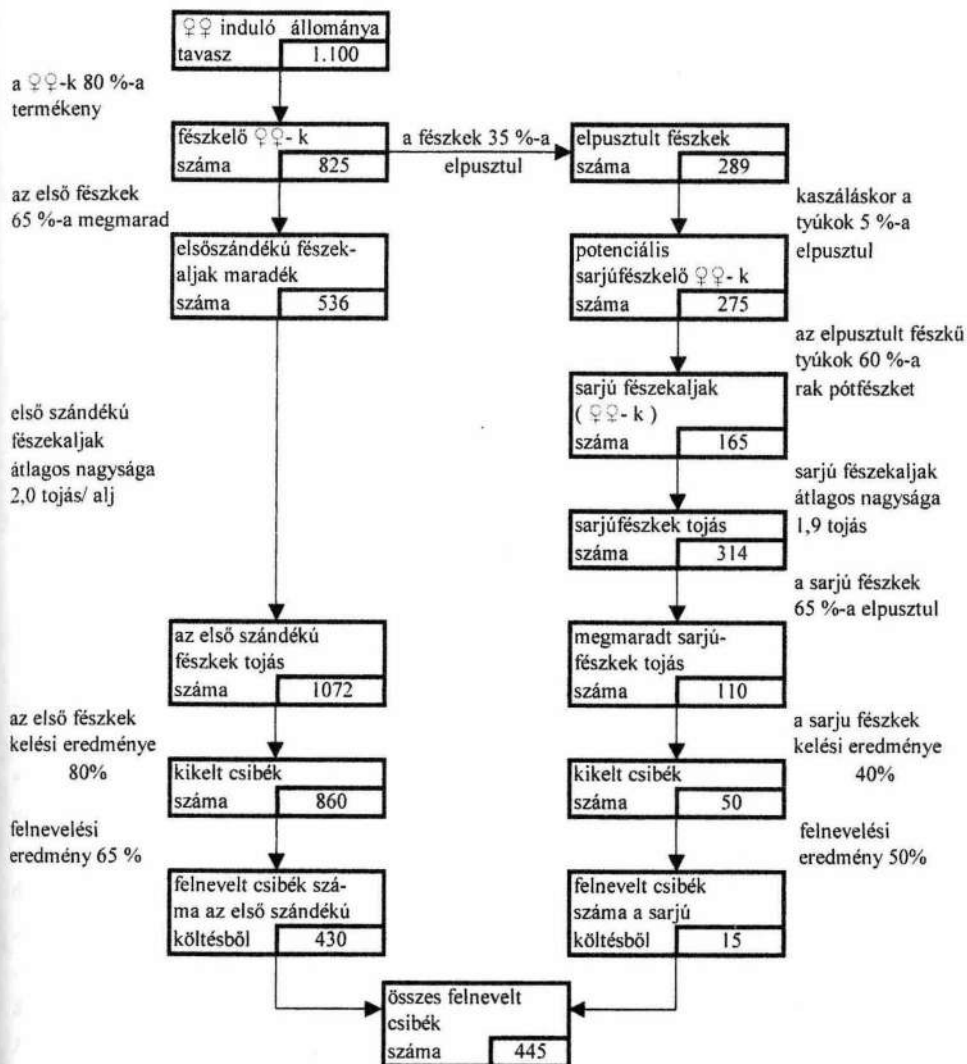 ♀♀ induló állománya
tavasz 1.100
a ♀♀-k 80 %-a
termékeny
fészkelő ♀♀- k
száma 825
a fészkek 35 %-a
elpusztul
elpusztult fészkek
száma 289
az első fészkek
65 %-a megmarad
kaszáláskor a
tyúkok 5 %-a
elpusztul
elsőszándékú fészek-
aljak maradék
száma 536
potenciális
sarjúfészkelő ♀♀- k
száma 275
az elpusztult fészkű
tyúkok 60 %-a
rak pótfészket
sarjú fészekaljak
( ♀♀- k )
száma 165
első szándékú
fészekaljak
átlagos nagysága
2,0 tojás/ alj
sarjú fészekaljak
átlagos nagysága
1,9 tojás
sarjúfészkek tojás
száma 314
a sarjú fészkek
65 %-a elpusztul
az első szándékú
fészkek tojás
száma 1072
megmaradt sarjú-
fészkek tojás
száma 110
az első fészkek
kelési eredménye
80%
a sarju fészkek
kelési eredménye
40%
kikelt csibék
száma 860
kikelt csibék
száma 50
felnevelési
eredmény 65 %
felnevelési
eredmény 50%
felnevelt csibék szá-
ma az első szándékú
költésből 430
felnevelt csibék
száma a sarjú
költésből 15
összes felnevelt
csibék
száma 445